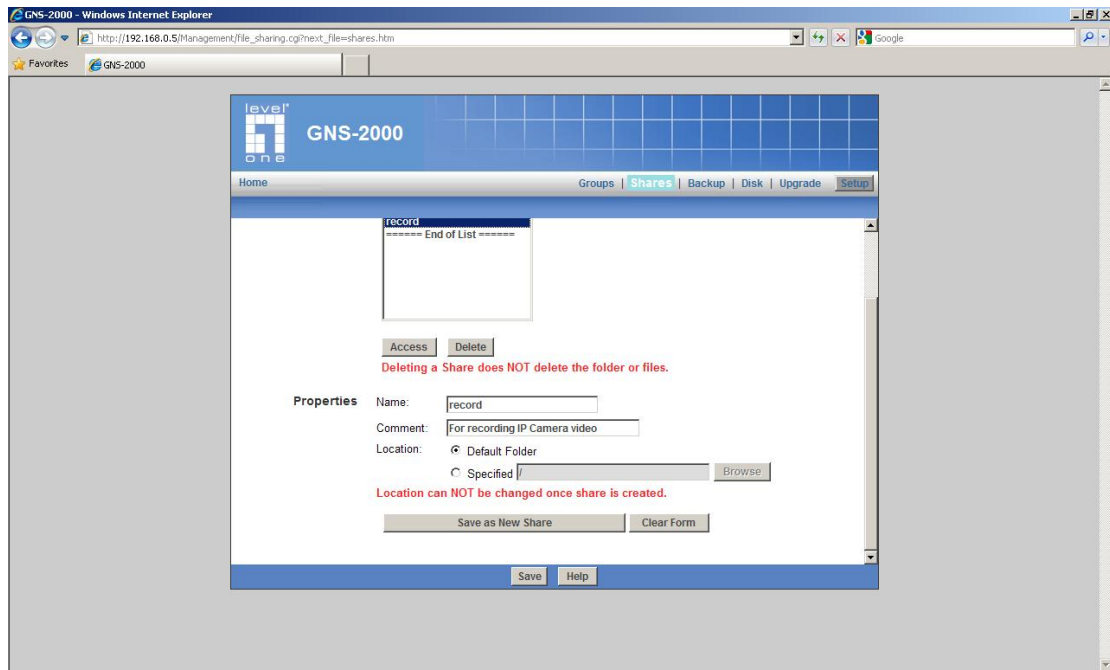 GNS-2000 - Windows Internet Explorer
http://192.168.0.5/Management/file_sharing.cgi?next_file=shares.htm
Google
Favorites
GNS-2000
level
one
GNS-2000
Home
Groups | Shares | Backup | Disk | Upgrade Setup
record
====== End of List ======
Access Delete
Deleting a Share does NOT delete the folder or files.
Properties
Name: record
Comment: For recording IP Camera video
Location: Default Folder
Specified / Browse
Location can NOT be changed once share is created.
Save as New Share Clear Form
Save Help